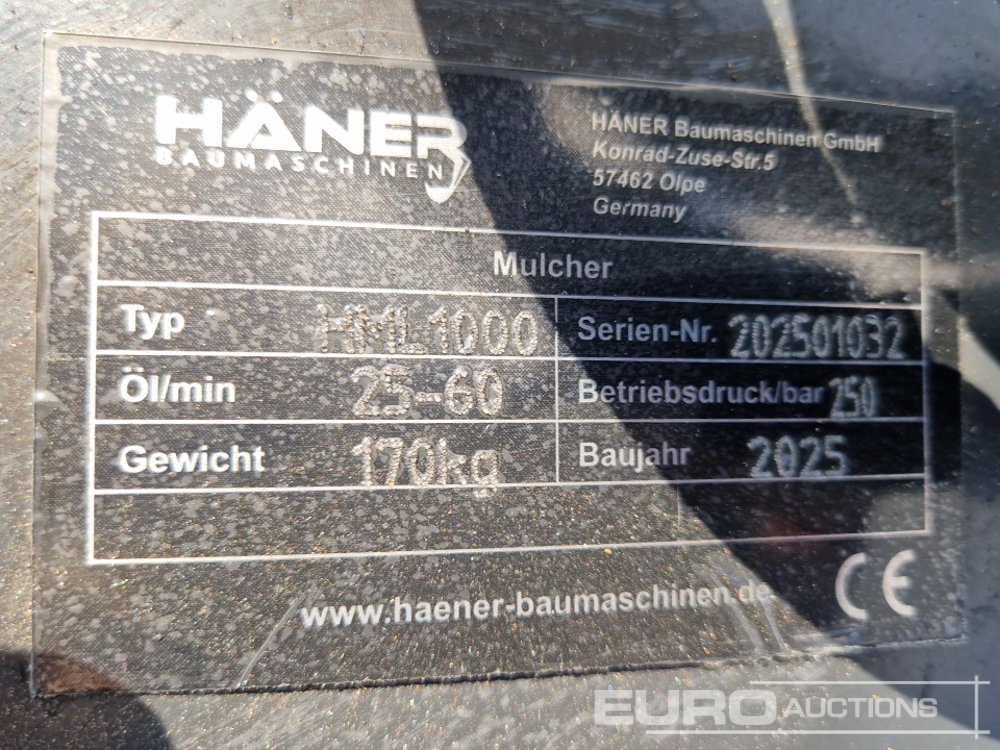 HÄNER
BAUMASCHINEN
HÄNER Baumaschinen GmbH
Konrad-Zuse-Str.5
57462 Olpe
Germany
Mulcher
Typ HML1000 Serien-Nr. 202501032
Öl/min 25-60 Betriebsdruck/bar 250
Gewicht 170kg Baujahr 2025
www.haener-baumaschinen.de
CE
EURO AUCTIONS